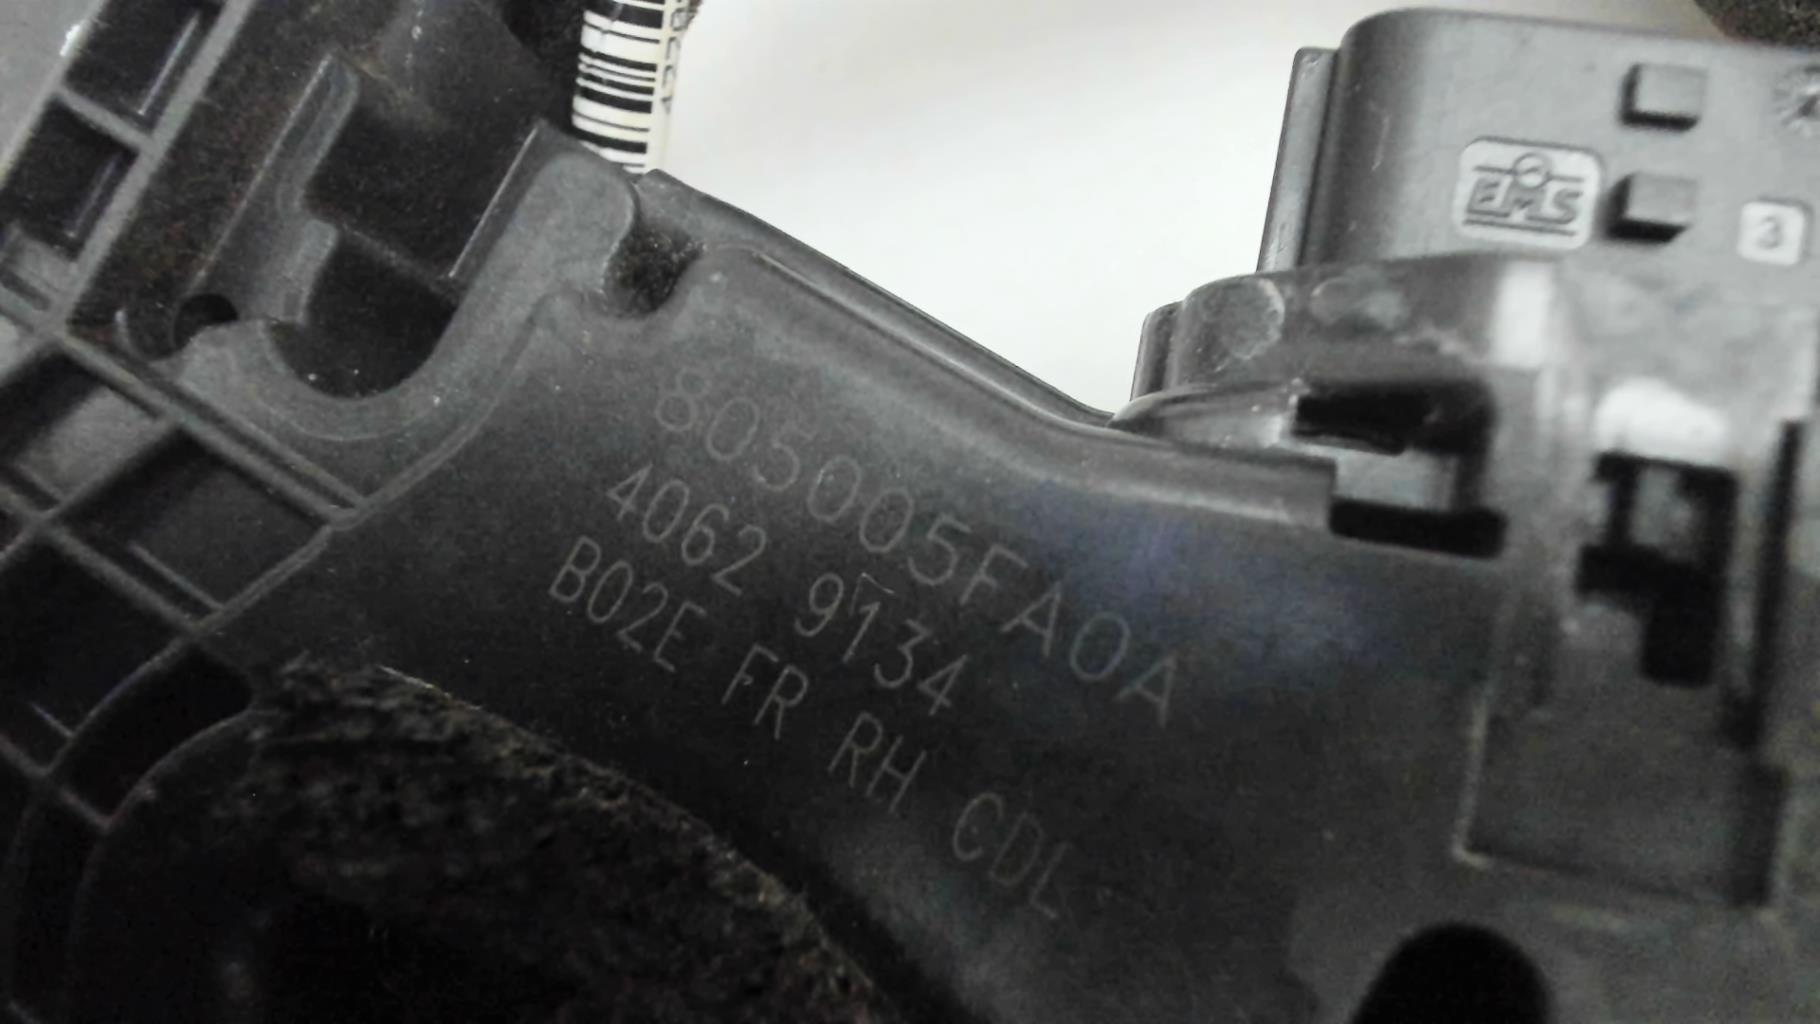 EMS
3
805005FA0A
4062 9134
B02E FR RH CDL